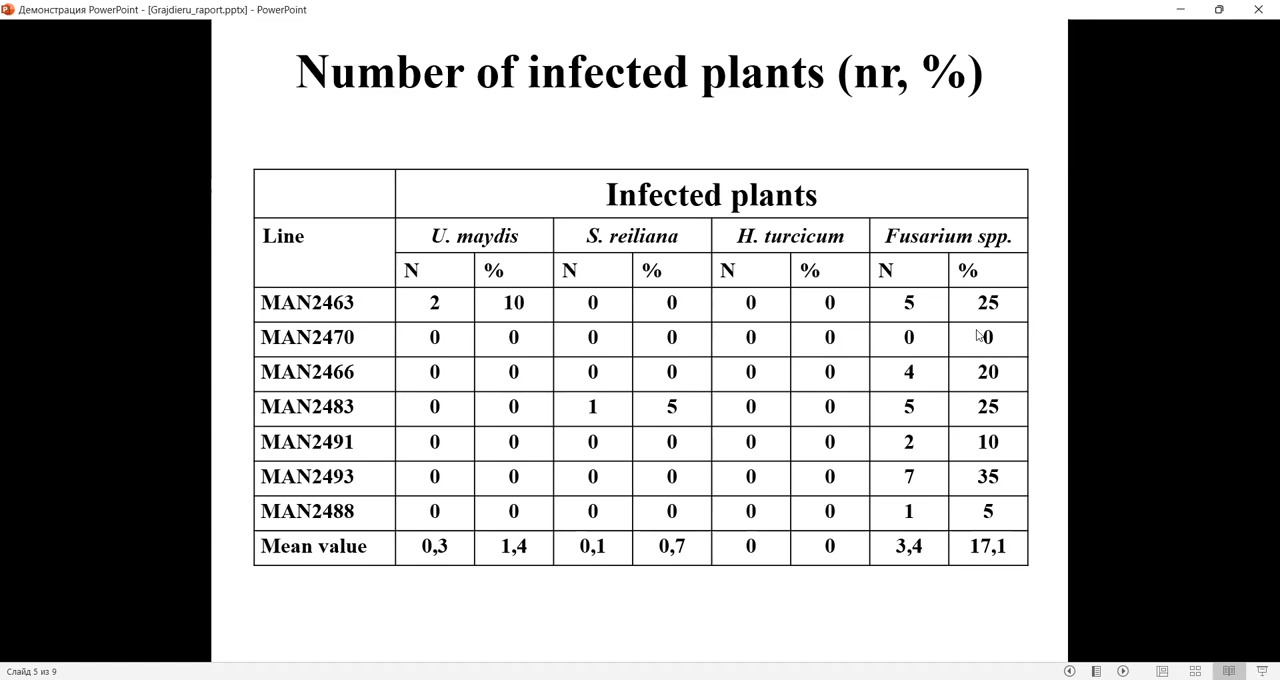 Демонстрация PowerPoint - [Grajdieru_raport.pptx] - PowerPoint
Number of infected plants (nr, %)
Infected plants
Line U. maydis S. reiliana H. turcicum Fusarium spp.
N % N % N % N %
MAN2463 2 10 0 0 0 0 5 25
MAN2470 0 0 0 0 0 0 0 0
MAN2466 0 0 0 0 0 0 4 20
MAN2483 0 0 1 5 0 0 5 25
MAN2491 0 0 0 0 0 0 2 10
MAN2493 0 0 0 0 0 0 7 35
MAN2488 0 0 0 0 0 0 1 5
Mean value 0,3 1,4 0,1 0,7 0 0 3,4 17,1
Слайд 5 из 9